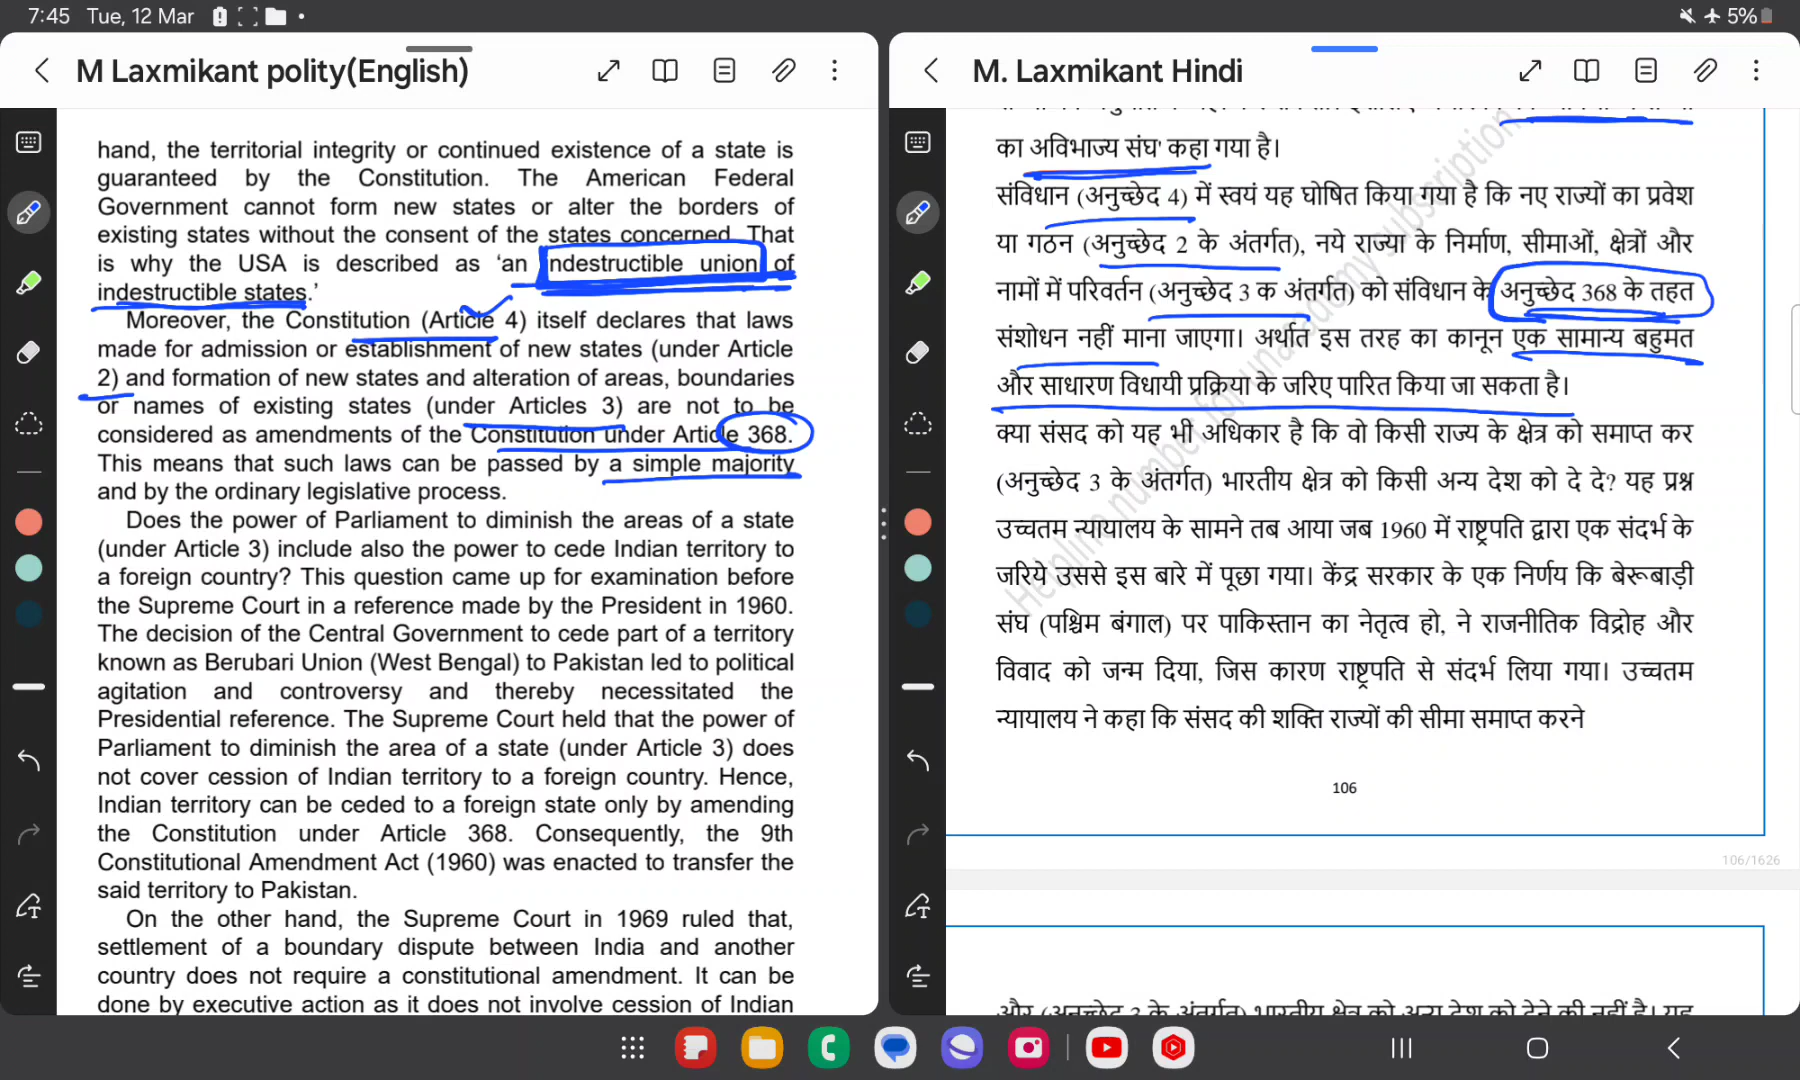 7:45 Tue, 12 Mar
5%
M Laxmikant polity(English)
hand, the territorial integrity or continued existence of a state is
guaranteed by the Constitution. The American Federal
Government cannot form new states or alter the borders of
existing states without the consent of the states concerned. That
is why the USA is described as ‘an indestructible union of
indestructible states.’
Moreover, the Constitution (Article 4) itself declares that laws
made for admission or establishment of new states (under Article
2) and formation of new states and alteration of areas, boundaries
or names of existing states (under Articles 3) are not to be
considered as amendments of the Constitution under Article 368.
This means that such laws can be passed by a simple majority
and by the ordinary legislative process.
Does the power of Parliament to diminish the areas of a state
(under Article 3) include also the power to cede Indian territory to
a foreign country? This question came up for examination before
the Supreme Court in a reference made by the President in 1960.
The decision of the Central Government to cede part of a territory
known as Berubari Union (West Bengal) to Pakistan led to political
agitation and controversy and thereby necessitated the
Presidential reference. The Supreme Court held that the power of
Parliament to diminish the area of a state (under Article 3) does
not cover cession of Indian territory to a foreign country. Hence,
Indian territory can be ceded to a foreign state only by amending
the Constitution under Article 368. Consequently, the 9th
Constitutional Amendment Act (1960) was enacted to transfer the
said territory to Pakistan.
On the other hand, the Supreme Court in 1969 ruled that,
settlement of a boundary dispute between India and another
country does not require a constitutional amendment. It can be
done by executive action as it does not involve cession of Indian
M. Laxmikant Hindi
का अविभाज्य संघ' कहा गया है।
संविधान (अनुच्छेद 4) में स्वयं यह घोषित किया गया है कि नए राज्यों का प्रवेश
या गठन (अनुच्छेद 2 के अंतर्गत), नये राज्या के निर्माण, सीमाओं, क्षेत्रों और
नामों में परिवर्तन (अनुच्छेद 3 क अंतर्गत) को संविधान के अनुच्छेद 368 के तहत
संशोधन नहीं माना जाएगा। अर्थात इस तरह का कानून एक सामान्य बहुमत
और साधारण विधायी प्रक्रिया के जरिए पारित किया जा सकता है।
क्या संसद को यह भी अधिकार है कि वो किसी राज्य के क्षेत्र को समाप्त कर
(अनुच्छेद 3 के अंतर्गत) भारतीय क्षेत्र को किसी अन्य देश को दे दे? यह प्रश्न
उच्चतम न्यायालय के सामने तब आया जब 1960 में राष्ट्रपति द्वारा एक संदर्भ के
जरिये उससे इस बारे में पूछा गया। केंद्र सरकार के एक निर्णय कि बेरूबाड़ी
संघ (पश्चिम बंगाल) पर पाकिस्तान का नेतृत्व हो, ने राजनीतिक विद्रोह और
विवाद को जन्म दिया, जिस कारण राष्ट्रपति से संदर्भ लिया गया। उच्चतम
न्यायालय ने कहा कि संसद की शक्ति राज्यों की सीमा समाप्त करने
106
106/1626
और (अनुच्छेद 3 के अंतर्गत) भारतीय क्षेत्र को अन्य देश को देने की नहीं है। यह
Helpline number for unacademy subscription